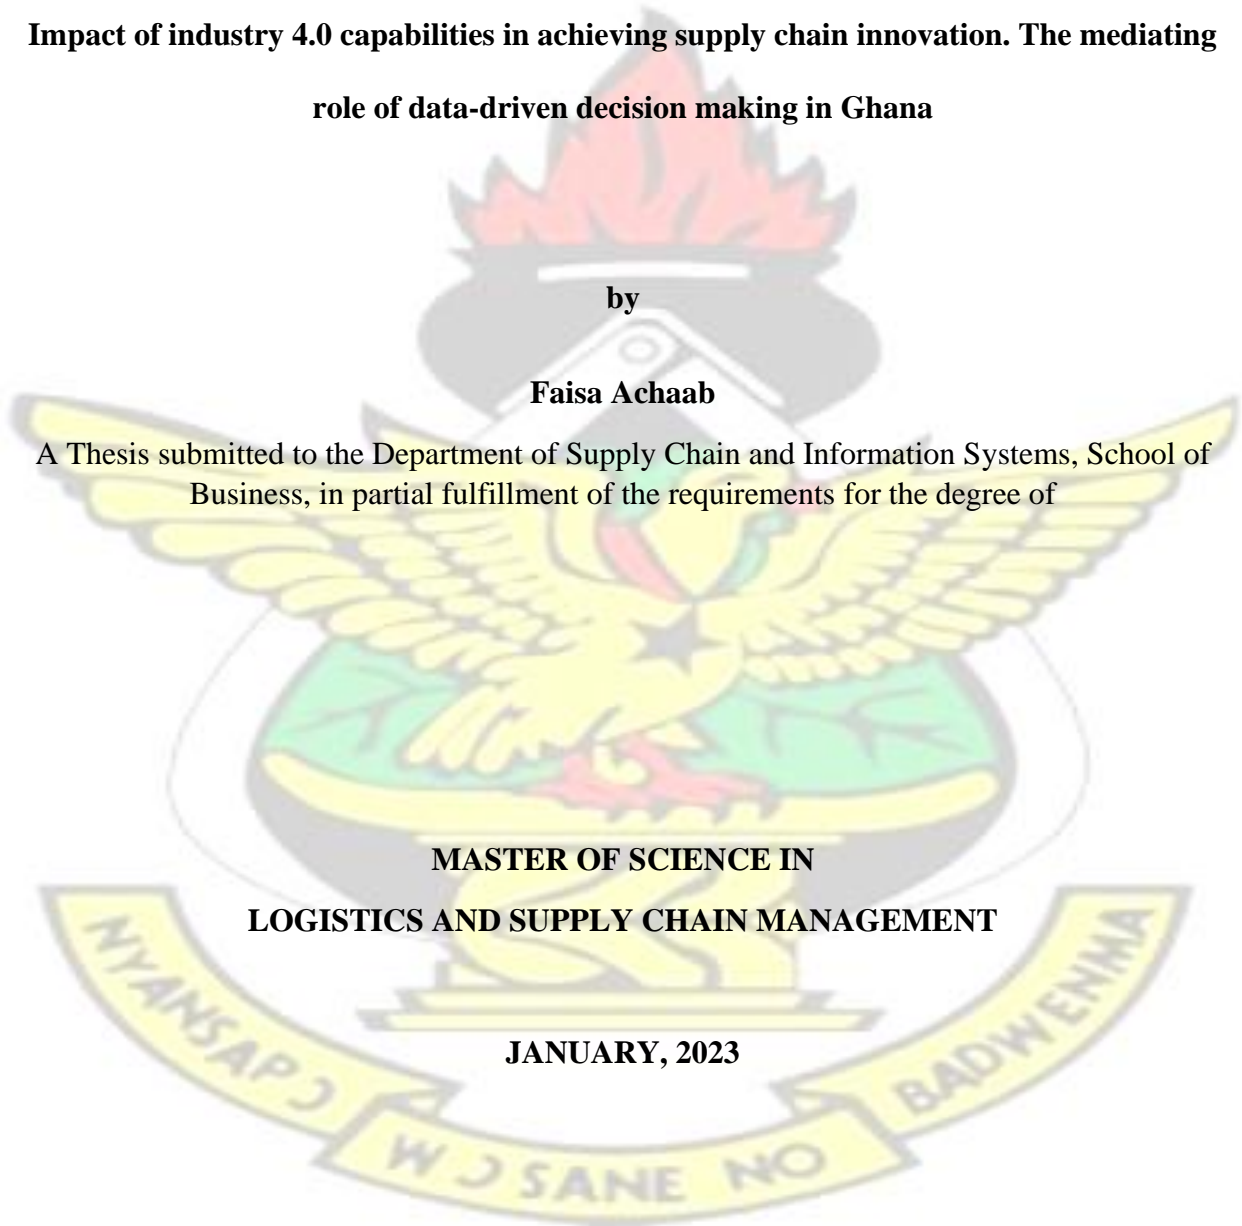 Impact of industry 4.0 capabilities in achieving supply chain innovation. The mediating
role of data-driven decision making in Ghana
by
Faisa Achaab
A Thesis submitted to the Department of Supply Chain and Information Systems, School of
Business, in partial fulfillment of the requirements for the degree of
MASTER OF SCIENCE IN
LOGISTICS AND SUPPLY CHAIN MANAGEMENT
JANUARY, 2023
NYANSAPƆ
WƆSANE NO
BADWENMA